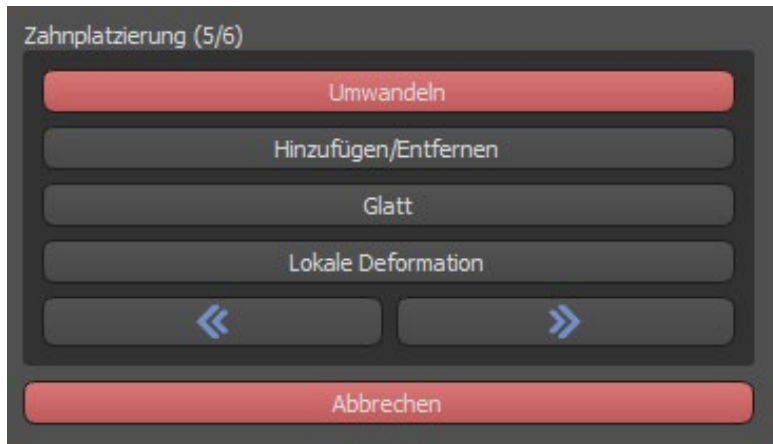 Zahnplatzierung (5/6)
Umwandeln
Hinzufügen/Entfernen
Glatt
Lokale Deformation
Abbrechen